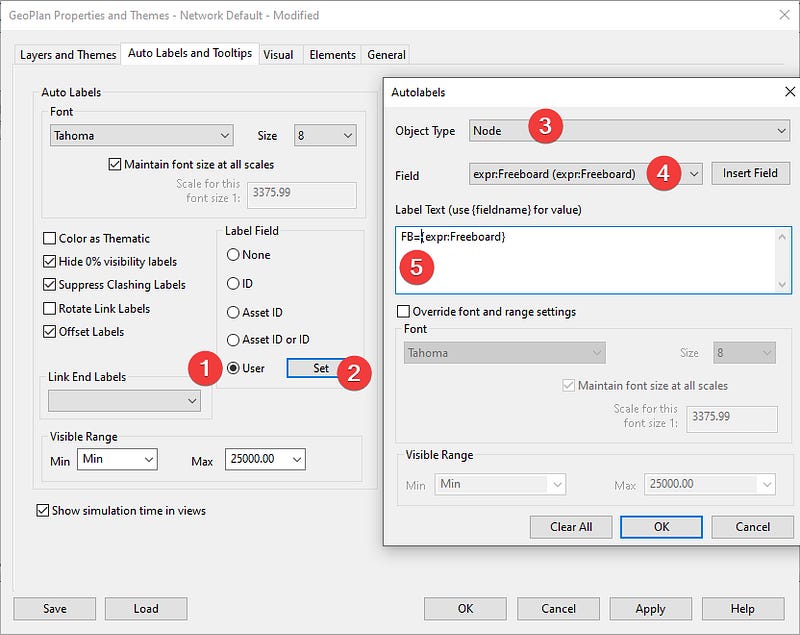 GeoPlan Properties and Themes - Network Default - Modified
Layers and Themes
Auto Labels and Tooltips
Visual
Elements
General
Auto Labels
Font
Tahoma
Size
8
Maintain font size at all scales
Scale for this
font size 1:
3375.99
Color as Thematic
Hide 0% visibility labels
Suppress Clashing Labels
Rotate Link Labels
Offset Labels
Label Field
None
ID
Asset ID
Asset ID or ID
1
User
Set
2
Link End Labels
Visible Range
Min
Min
Max
25000.00
Show simulation time in views
Save
Load
OK
Cancel
Apply
Help
Autolabels
Object Type
Node
3
Field
expr:Freeboard (expr:Freeboard)
4
Insert Field
Label Text (use {fieldname} for value)
FB={expr:Freeboard}
5
Override font and range settings
Font
Tahoma
Size
8
Maintain font size at all scales
Scale for this
font size 1:
3375.99
Visible Range
Min
Min
Max
25000.00
Clear All
OK
Cancel